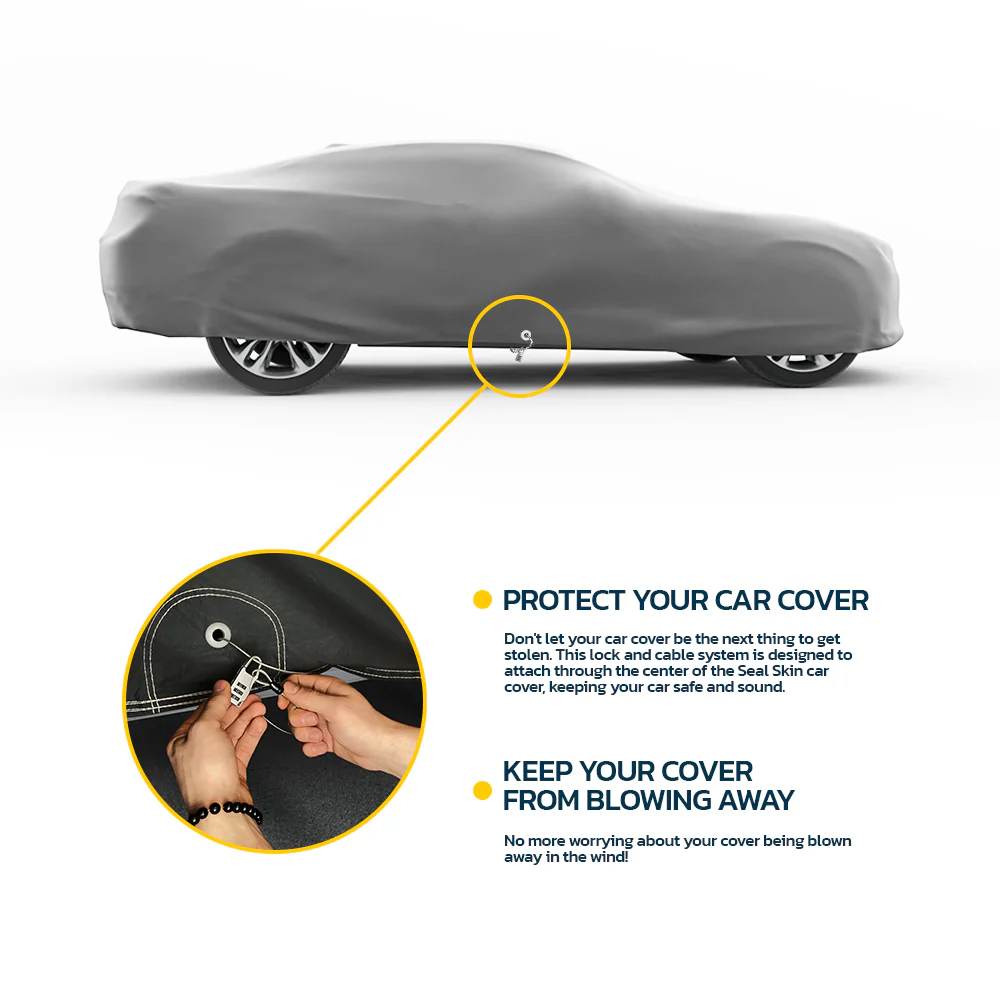 PROTECT YOUR CAR COVER
Don't let your car cover be the next thing to get
stolen. This lock and cable system is designed to
attach through the center of the Seal Skin car
cover, keeping your car safe and sound.
KEEP YOUR COVER
FROM BLOWING AWAY
No more worrying about your cover being blown
away in the wind!